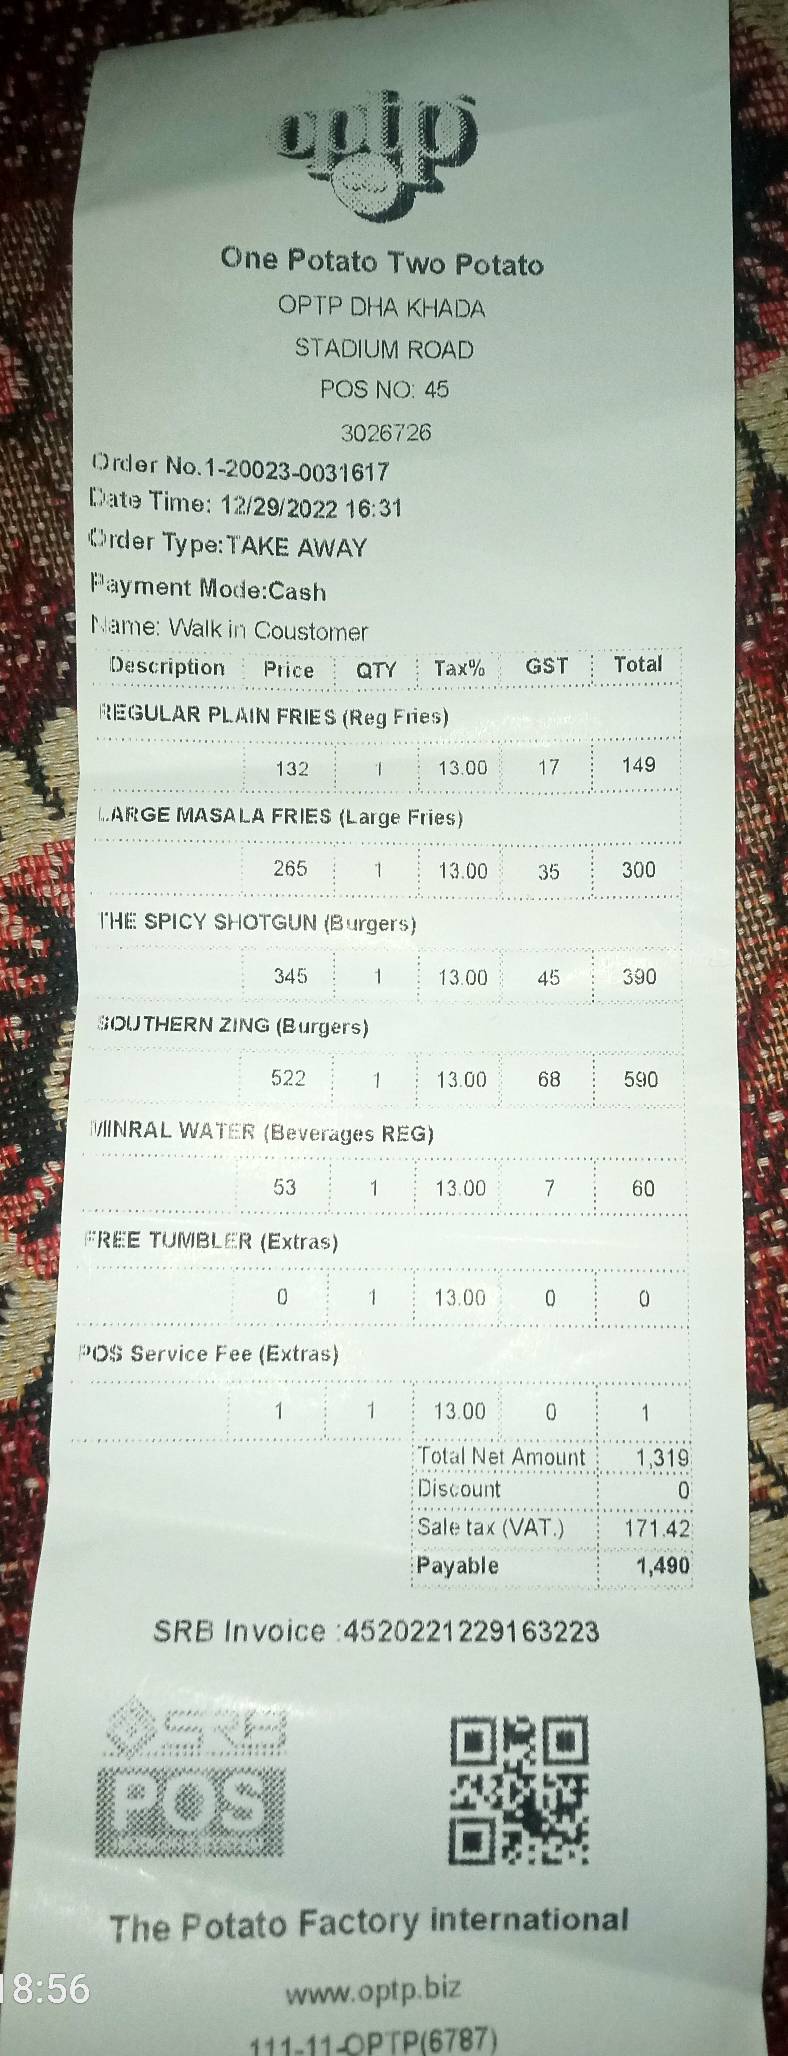 optp
One Potato Two Potato
OPTP DHA KHADA
STADIUM ROAD
POS NO: 45
3026726
Order No.1-20023-0031617
Date Time: 12/29/2022 16:31
Order Type:TAKE AWAY
Payment Mode:Cash
Name: Walk in Coustomer
Description Price QTY Tax% GST Total
REGULAR PLAIN FRIES (Reg Fries)
132 1 13.00 17 149
LARGE MASALA FRIES (Large Fries)
265 1 13.00 35 300
THE SPICY SHOTGUN (Burgers)
345 1 13.00 45 390
SOUTHERN ZING (Burgers)
522 1 13.00 68 590
MINRAL WATER (Beverages REG)
53 1 13.00 7 60
FREE TUMBLER (Extras)
0 1 13.00 0 0
POS Service Fee (Extras)
1 1 13.00 0 1
Total Net Amount 1,319
Discount 0
Sale tax (VAT.) 171.42
Payable 1,490
SRB Invoice :4520221229163223
SRB
POS
The Potato Factory international
www.optp.biz
111-11-OPTP(6787)
18:56